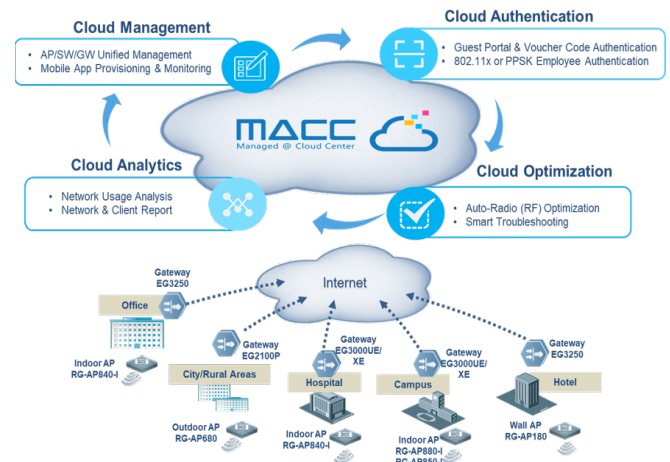 Cloud Management
• AP/SW/GW Unified Management
• Mobile App Provisioning & Monitoring
Cloud Authentication
• Guest Portal & Voucher Code Authentication
• 802.11x or PPSK Employee Authentication
MACC
Managed @ Cloud Center
Cloud Analytics
• Network Usage Analysis
• Network & Client Report
Cloud Optimization
• Auto-Radio (RF) Optimization
• Smart Troubleshooting
Internet
Gateway
EG3250
Office
Indoor AP
RG-AP840-I
Gateway
EG2100P
City/Rural Areas
Outdoor AP
RG-AP680
Gateway
EG3000UE/
XE
Hospital
Indoor AP
RG-AP840-I
Gateway
EG3000UE/
XE
Campus
Indoor AP
RG-AP880-I
RG-AP850-I
Gateway
EG3250
Hotel
Wall AP
RG-AP180